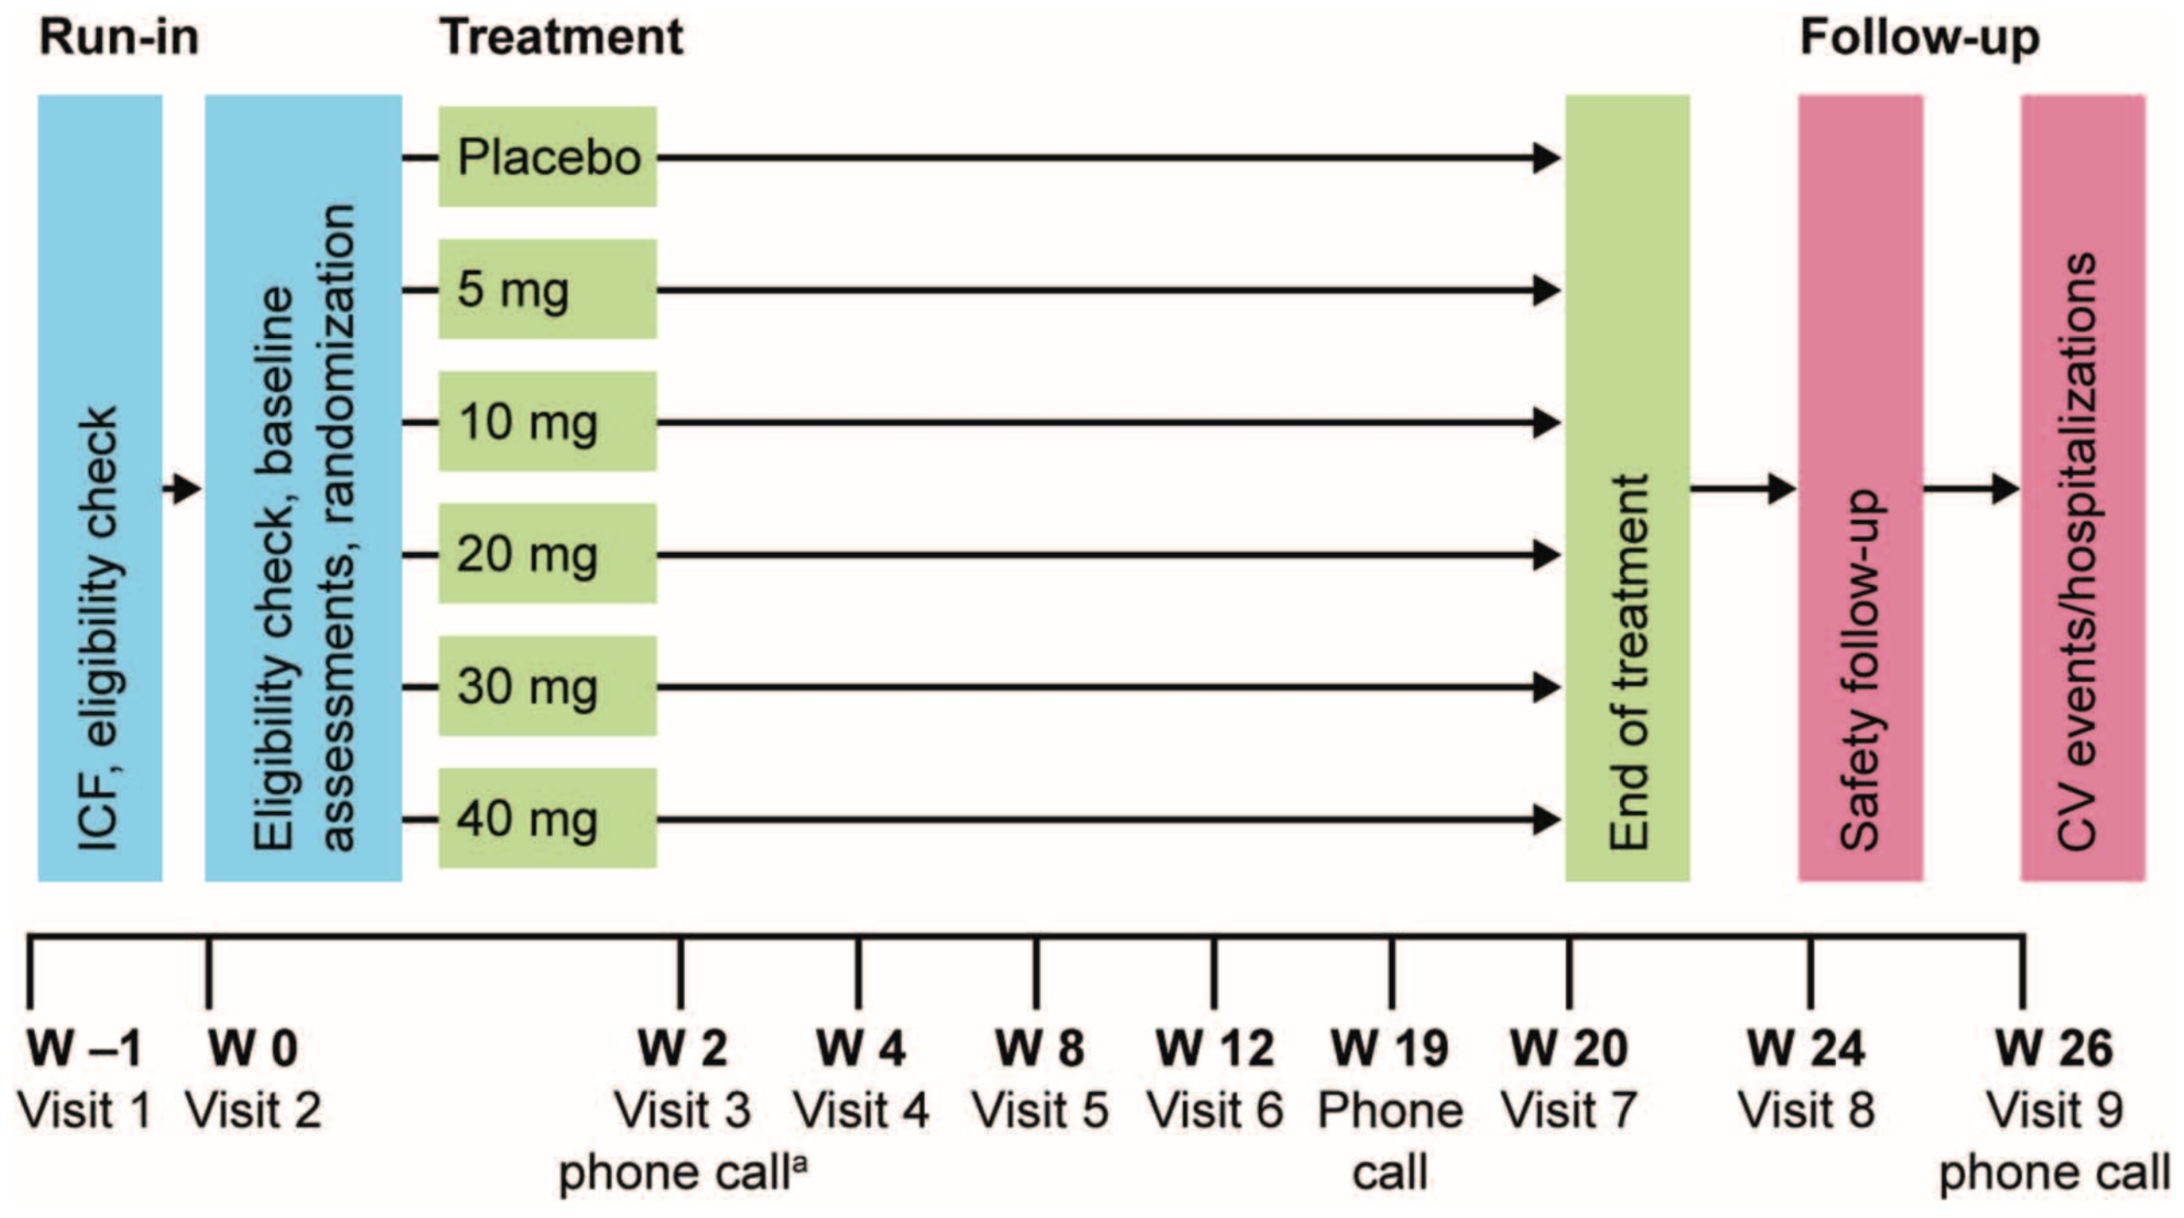 Run-in
Treatment
Follow-up
ICF, eligibility check
Eligibility check, baseline
assessments, randomization
Placebo
5 mg
10 mg
20 mg
30 mg
40 mg
End of treatment
Safety follow-up
CV events/hospitalizations
W –1
Visit 1
W 0
Visit 2
W 2
Visit 3
phone callᵃ
W 4
Visit 4
W 8
Visit 5
W 12
Visit 6
W 19
Phone
call
W 20
Visit 7
W 24
Visit 8
W 26
Visit 9
phone call